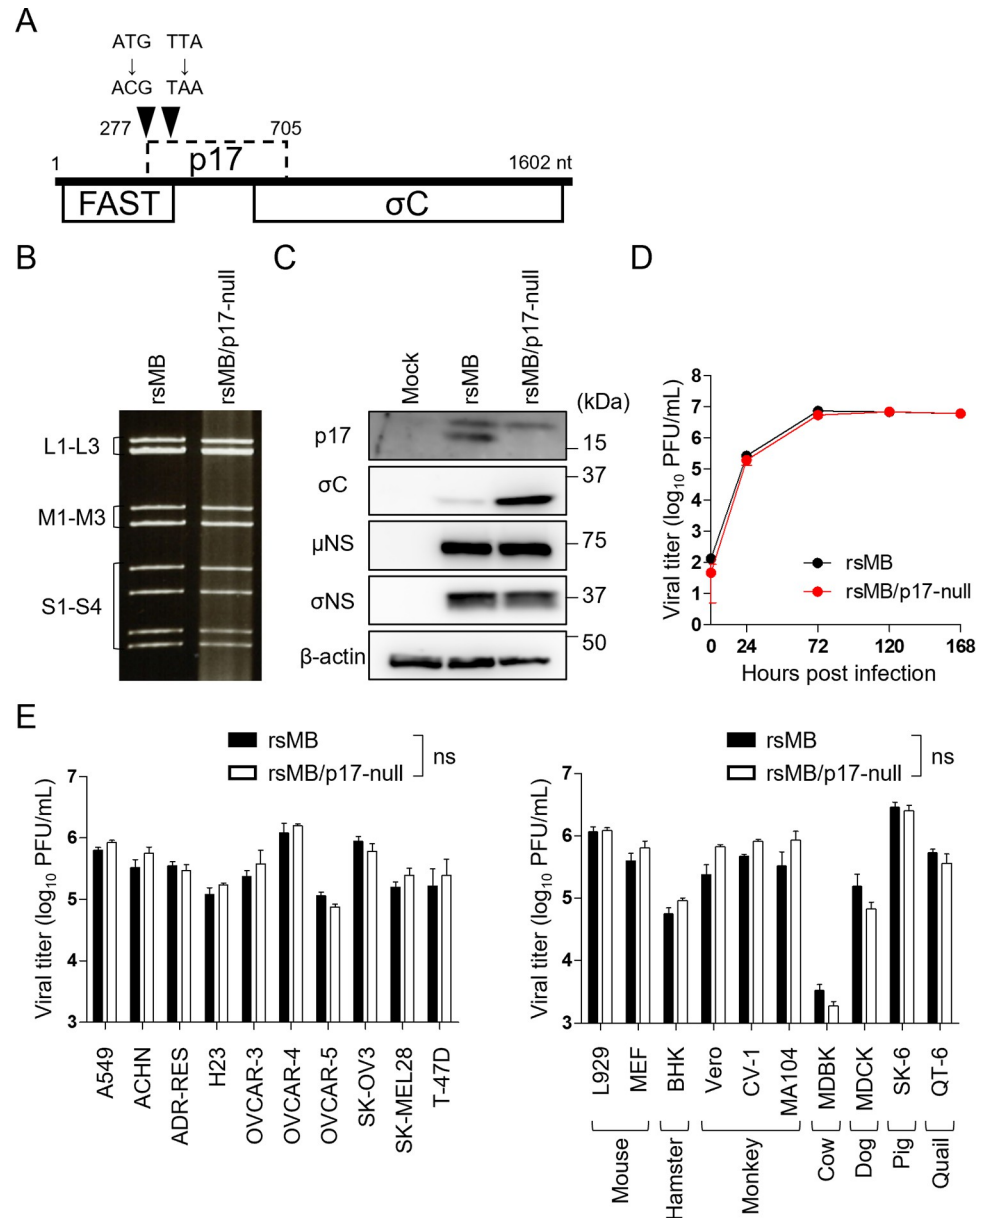 A
ATG TTA
↓ ↓
ACG TAA
277 705
p17
1 1602 nt
FAST σC
B
rsMB
rsMB/p17-null
L1-L3
M1-M3
S1-S4
C
Mock
rsMB
rsMB/p17-null
(kDa)
p17 15
σC 37
μNS 75
σNS 37
β-actin 50
D
Viral titer (log10 PFU/mL)
8
7
6
5
4
3
2
1
0
rsMB
rsMB/p17-null
0 24 72 120 168
Hours post infection
E
rsMB
rsMB/p17-null
ns
Viral titer (log10 PFU/mL)
7
6
5
4
3
A549
ACHN
ADR-RES
H23
OVCAR-3
OVCAR-4
OVCAR-5
SK-OV3
SK-MEL28
T-47D
rsMB
rsMB/p17-null
ns
Viral titer (log10 PFU/mL)
7
6
5
4
3
L929
MEF
BHK
Vero
CV-1
MA104
MDBK
MDCK
SK-6
QT-6
Mouse
Hamster
Monkey
Cow
Dog
Pig
Quail